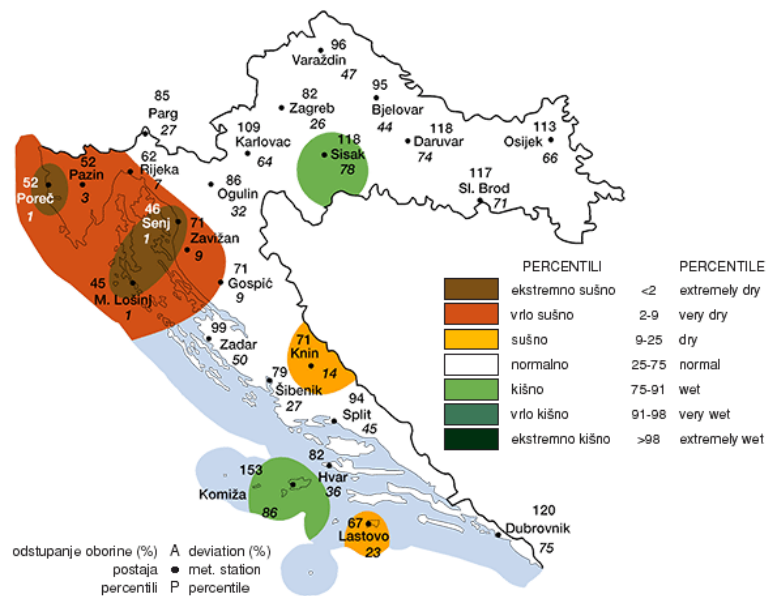 96
Varaždin
47
85
Parg
27
82
Zagreb
26
95
Bjelovar
44
109
Karlovac
64
118
Sisak
78
118
Daruvar
74
113
Osijek
66
52
Poreč
1
52
Pazin
3
62
Rijeka
7
86
Ogulin
32
117
Sl. Brod
71
46
Senj
1
71
Zavižan
9
45
M. Lošinj
1
71
Gospić
9
99
Zadar
50
71
Knin
14
79
Šibenik
27
94
Split
45
153
Komiža
86
82
Hvar
36
67
Lastovo
23
120
Dubrovnik
75
PERCENTILI PERCENTILE
ekstremno sušno <2 extremely dry
vrlo sušno 2-9 very dry
sušno 9-25 dry
normalno 25-75 normal
kišno 75-91 wet
vrlo kišno 91-98 very wet
ekstremno kišno >98 extremely wet
odstupanje oborine (%) A deviation (%)
postaja met. station
percentili P percentile